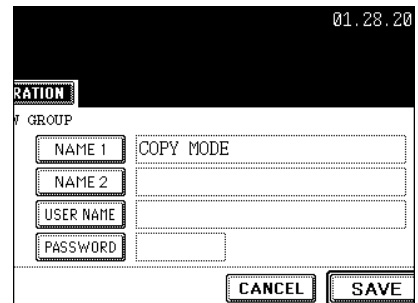 01.28.20
RATION
GROUP
NAME 1 COPY MODE
NAME 2
USER NAME
PASSWORD
CANCEL SAVE